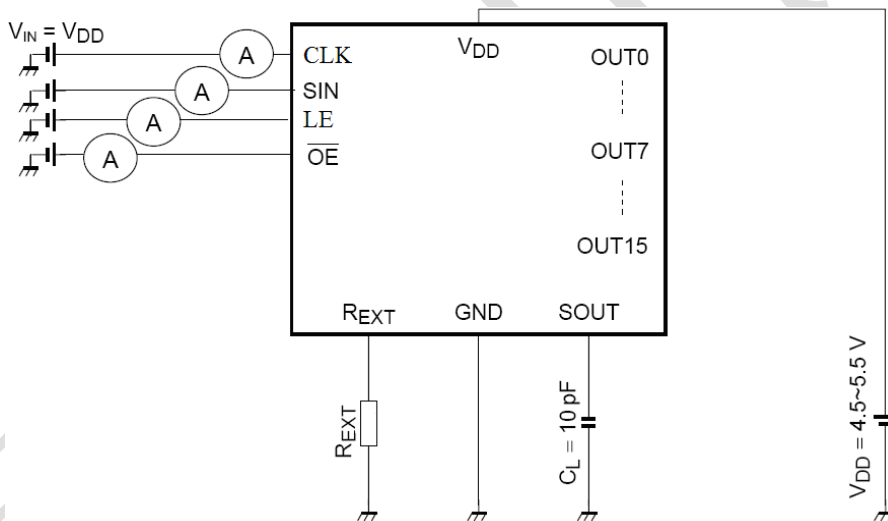 V_IN = V_DD
A
CLK
V_DD
OUT0
A
SIN
A
LE
OUT7
A
OE
OUT15
R_EXT
GND
SOUT
R_EXT
C_L = 10 pF
V_DD = 4.5~5.5 V